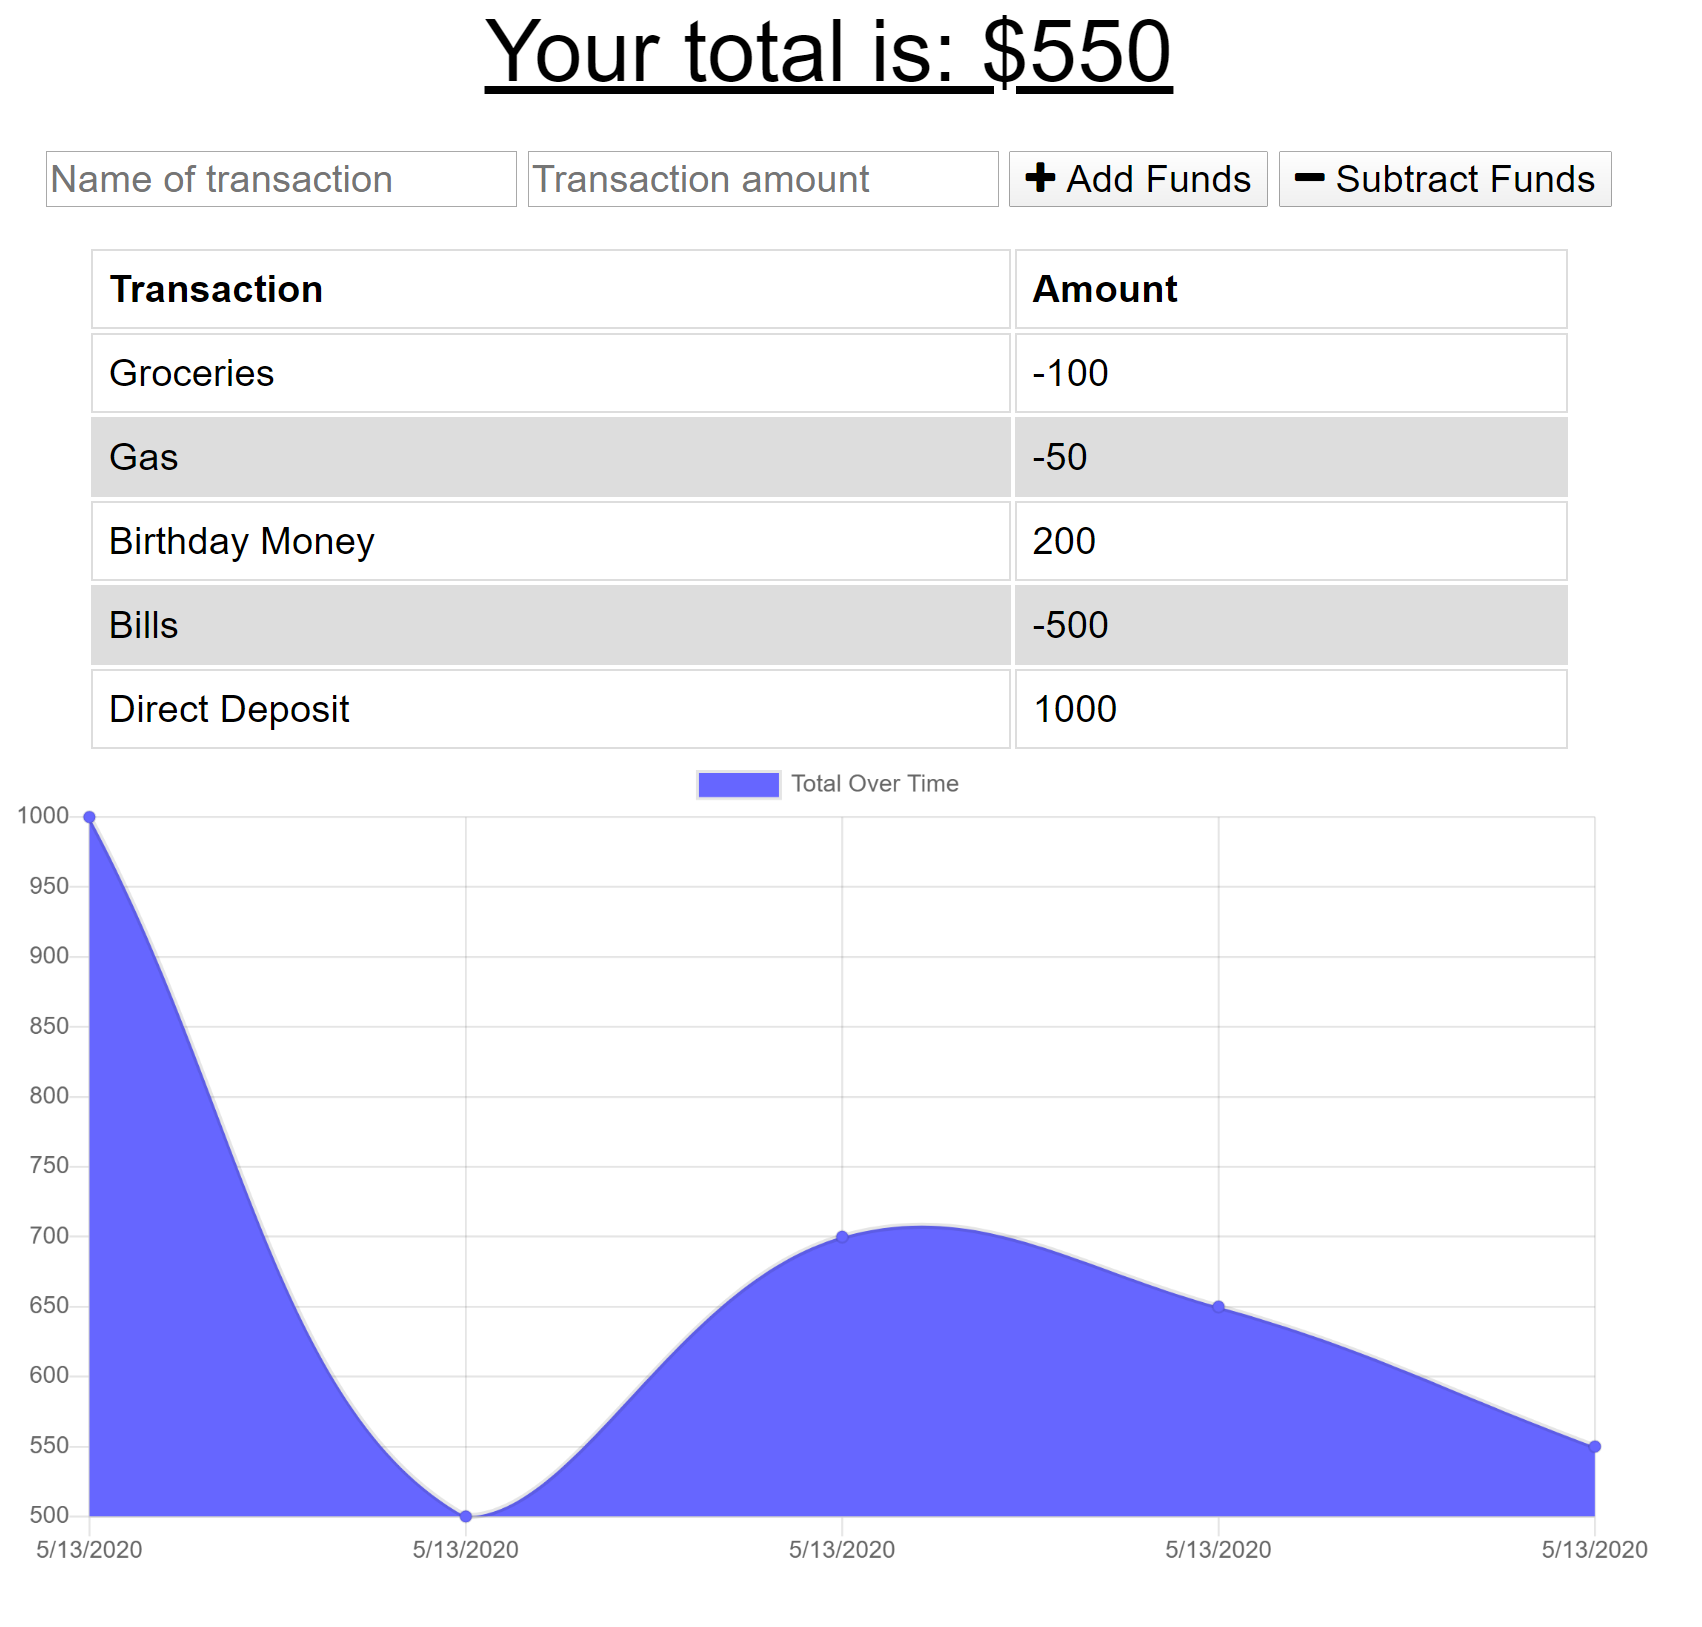 Your total is: $550
Name of transaction Transaction amount Add Funds Subtract Funds
Transaction Amount
Groceries -100
Gas -50
Birthday Money 200
Bills -500
Direct Deposit 1000
Total Over Time
1000
950
900
850
800
750
700
650
600
550
500
5/13/2020 5/13/2020 5/13/2020 5/13/2020 5/13/2020